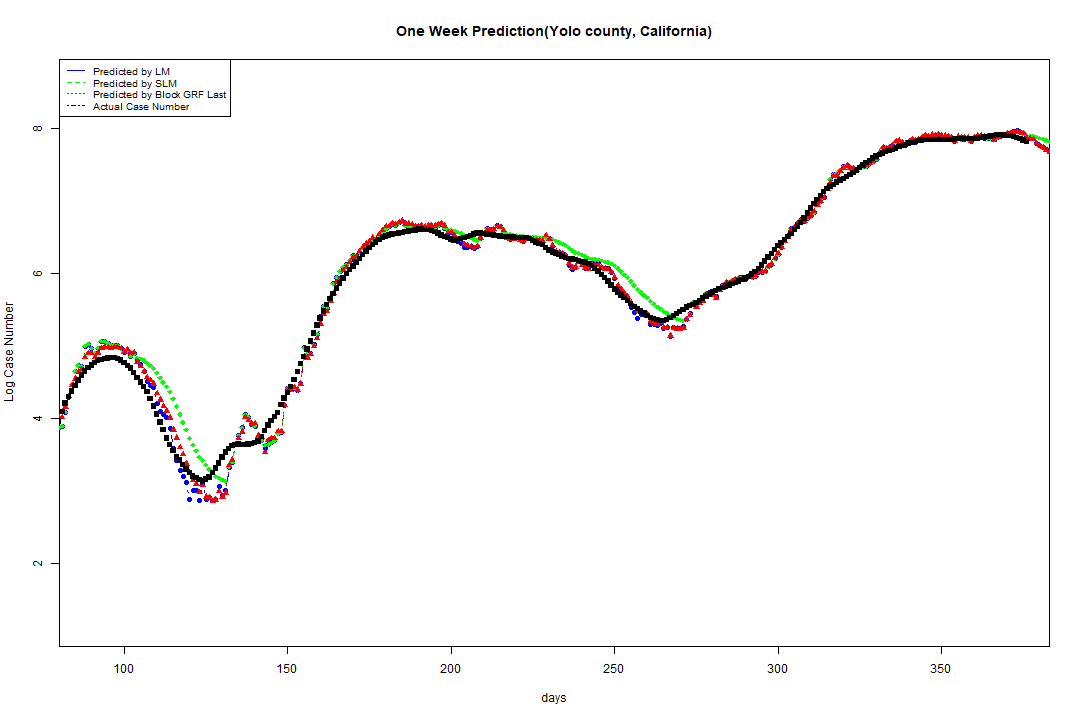 One Week Prediction(Yolo county, California)
Predicted by LM
Predicted by SLM
Predicted by Block GRF Last
Actual Case Number
8
6
4
2
Log Case Number
100 150 200 250 300 350
days